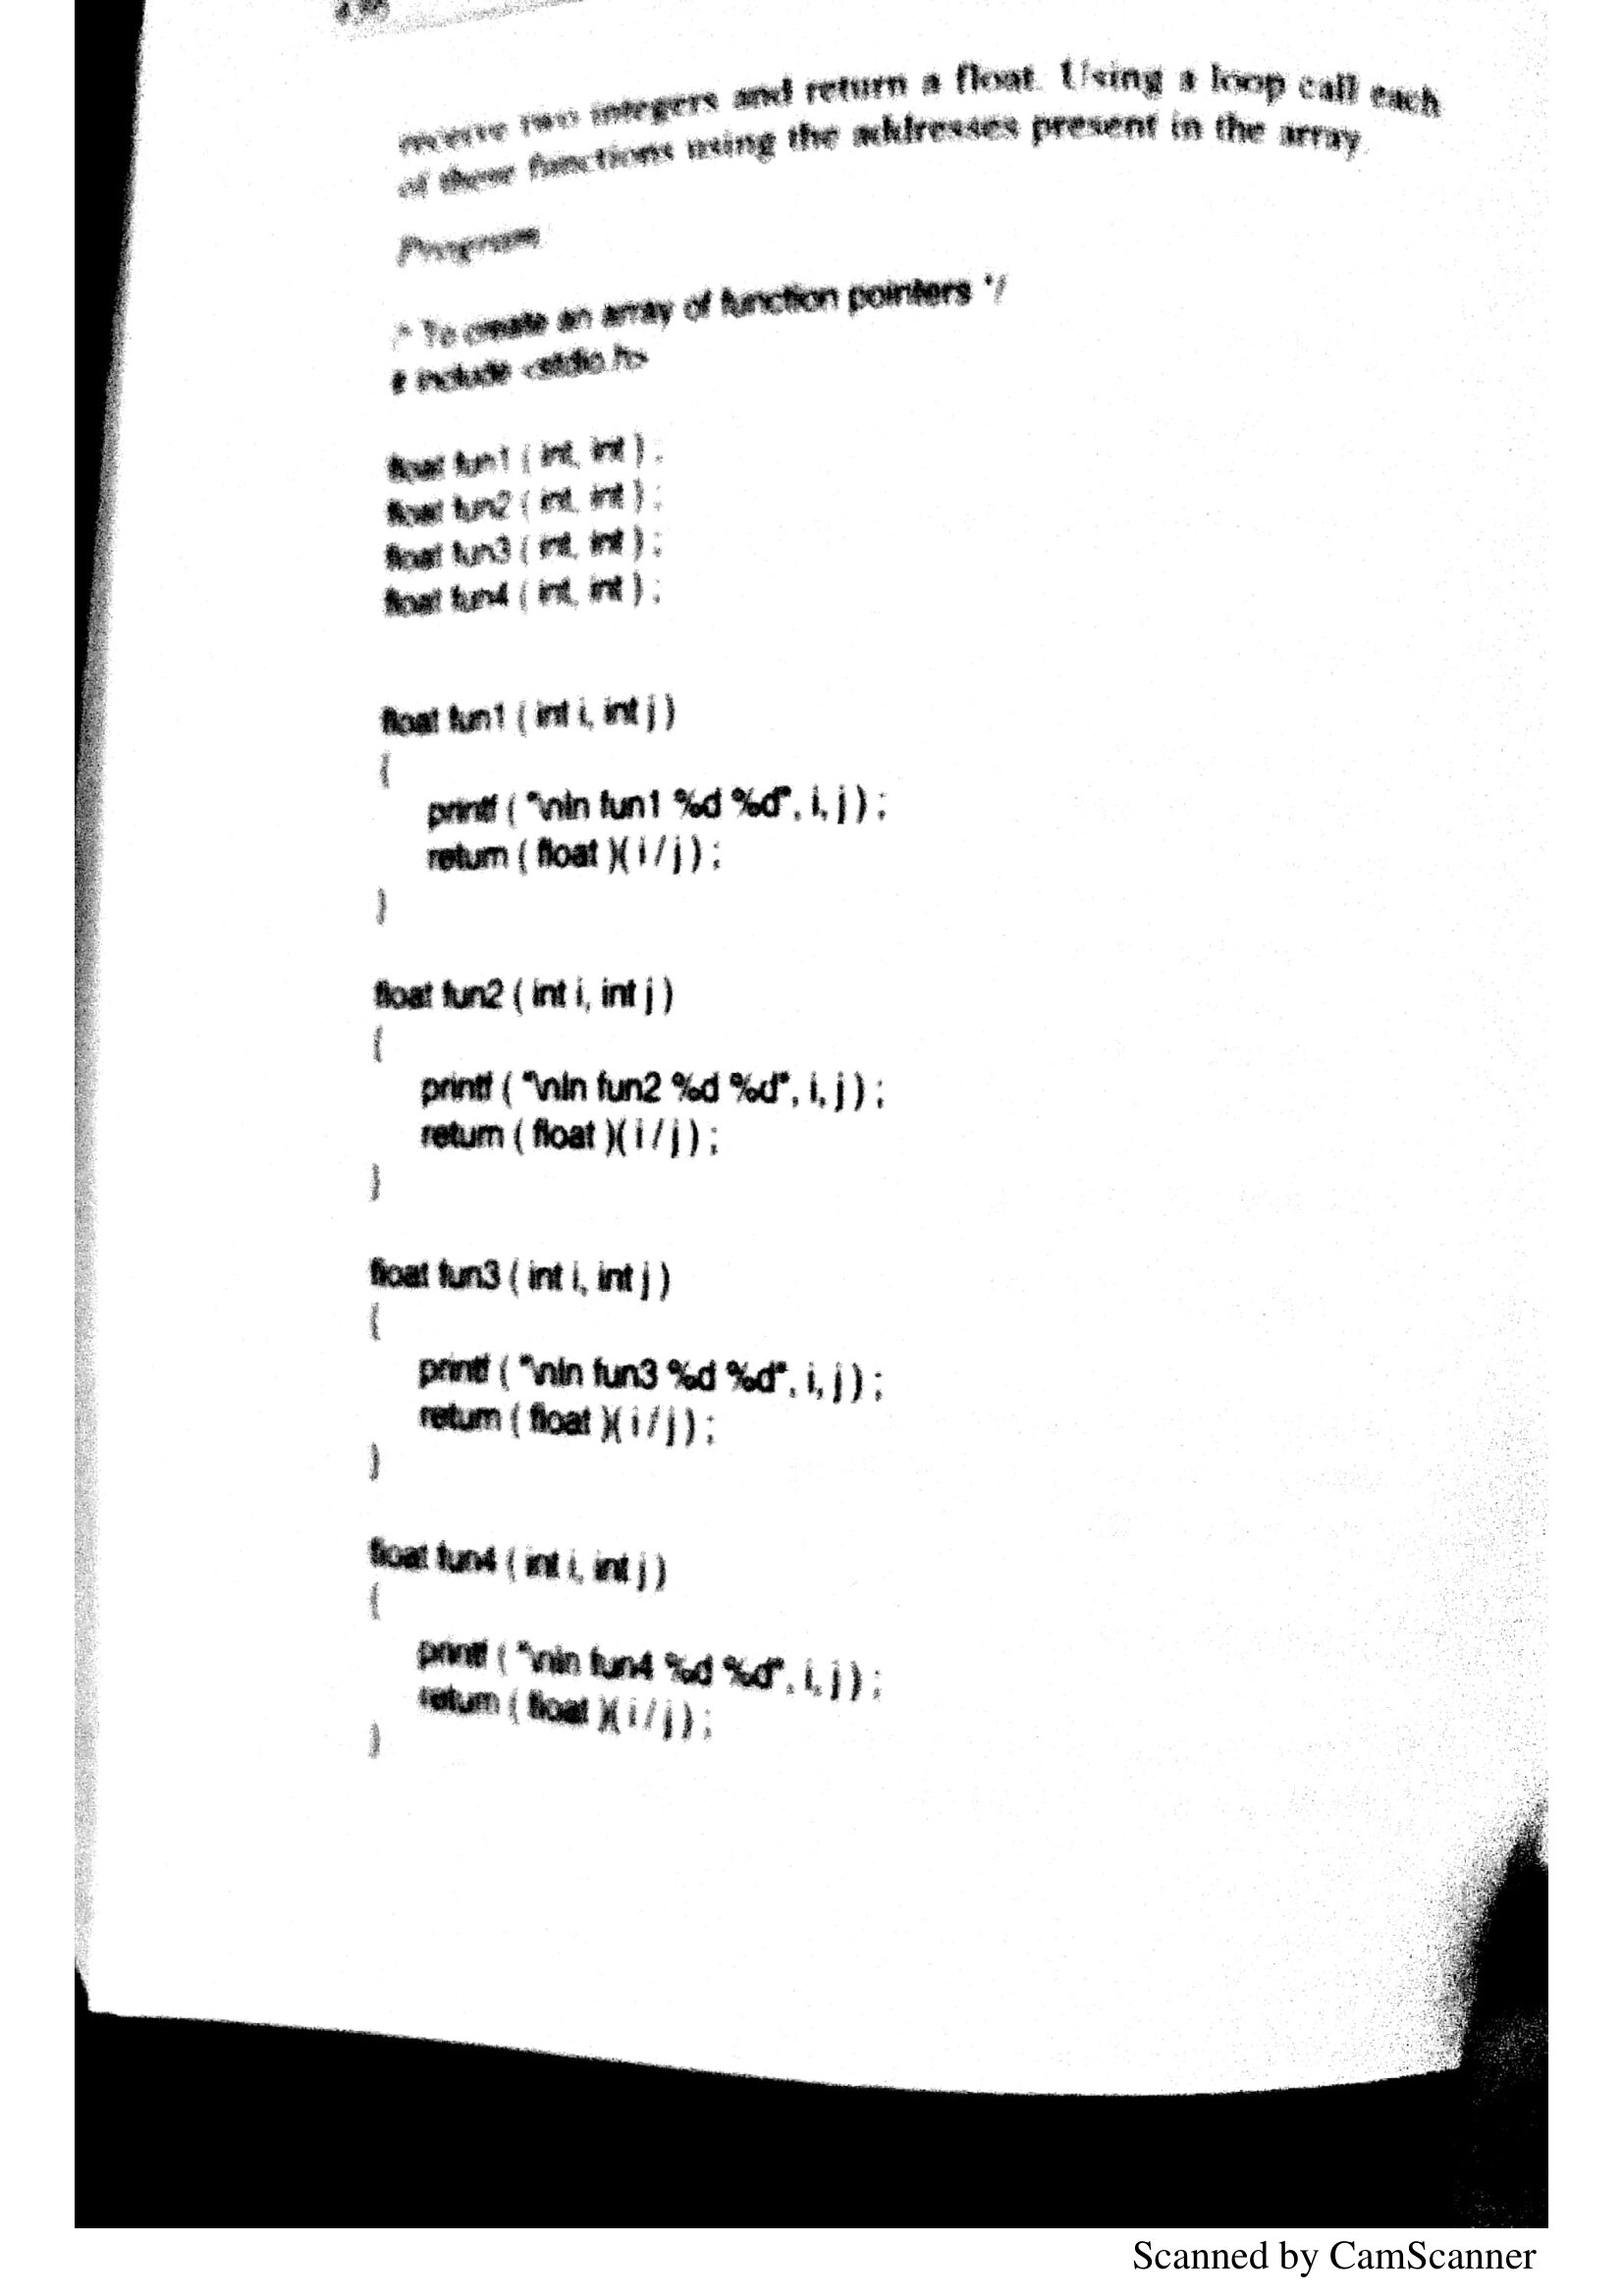 receive two integers and return a float. Using a loop call each
of these functions using the addresses present in the array.
Program
/* To create an array of function pointers */
# include <stdio.h>
float fun1 ( int, int ) ;
float fun2 ( int, int ) ;
float fun3 ( int, int ) ;
float fun4 ( int, int ) ;
float fun1 ( int i, int j )
{
printf ( "\nIn fun1 %d %d", i, j ) ;
return ( float )( i / j ) ;
}
float fun2 ( int i, int j )
{
printf ( "\nIn fun2 %d %d", i, j ) ;
return ( float )( i / j ) ;
}
float fun3 ( int i, int j )
{
printf ( "\nIn fun3 %d %d", i, j ) ;
return ( float )( i / j ) ;
}
float fun4 ( int i, int j )
{
printf ( "\nIn fun4 %d %d", i, j ) ;
return ( float )( i / j ) ;
}
Scanned by CamScanner